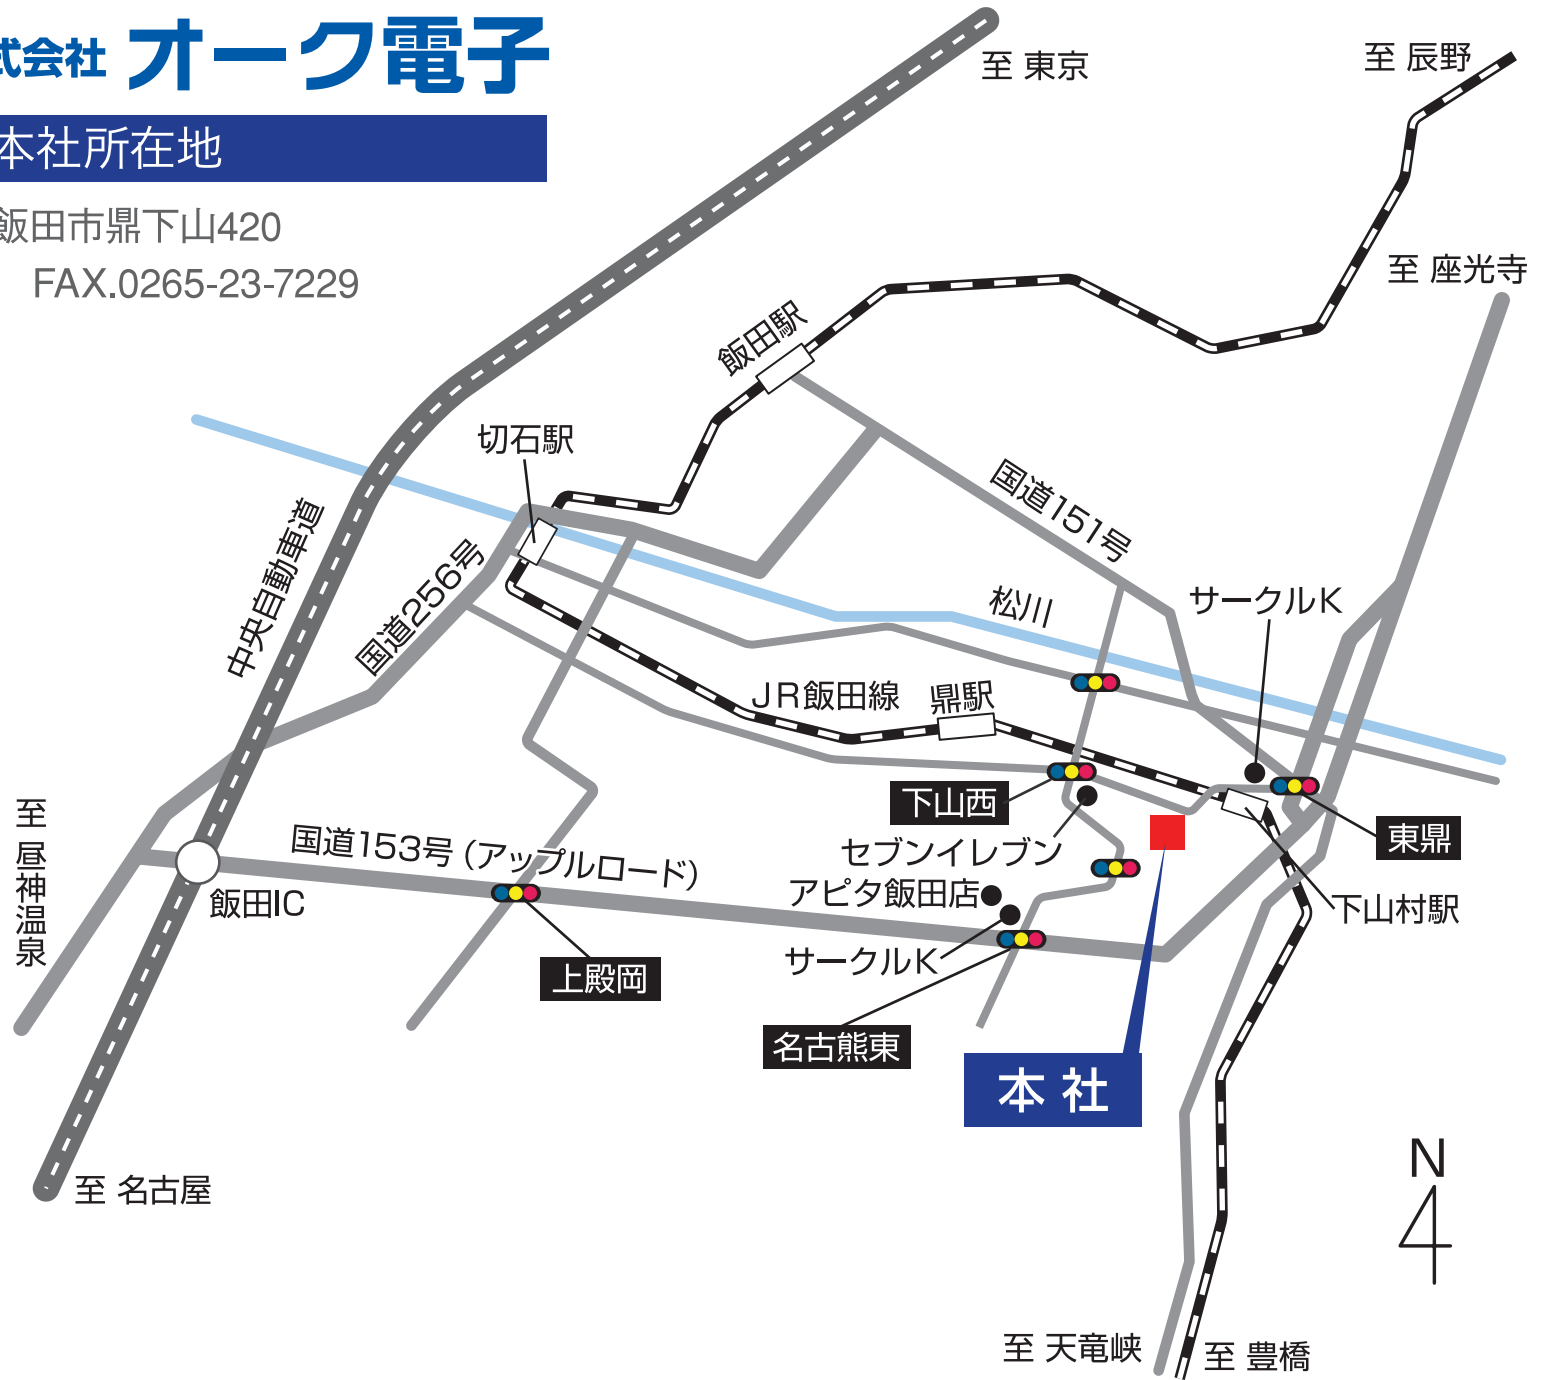 式会社 オーク電子
本社所在地
飯田市鼎下山420
FAX.0265-23-7229
至 東京
至 辰野
至 座光寺
飯田駅
切石駅
国道151号
中央自動車道
国道256号
松川
サークルK
JR飯田線
鼎駅
下山西
東鼎
至 昼神温泉
国道153号(アップルロード)
セブンイレブン
アピタ飯田店
飯田IC
下山村駅
サークルK
上殿岡
名古熊東
本社
N
至 名古屋
至 天竜峡
至 豊橋